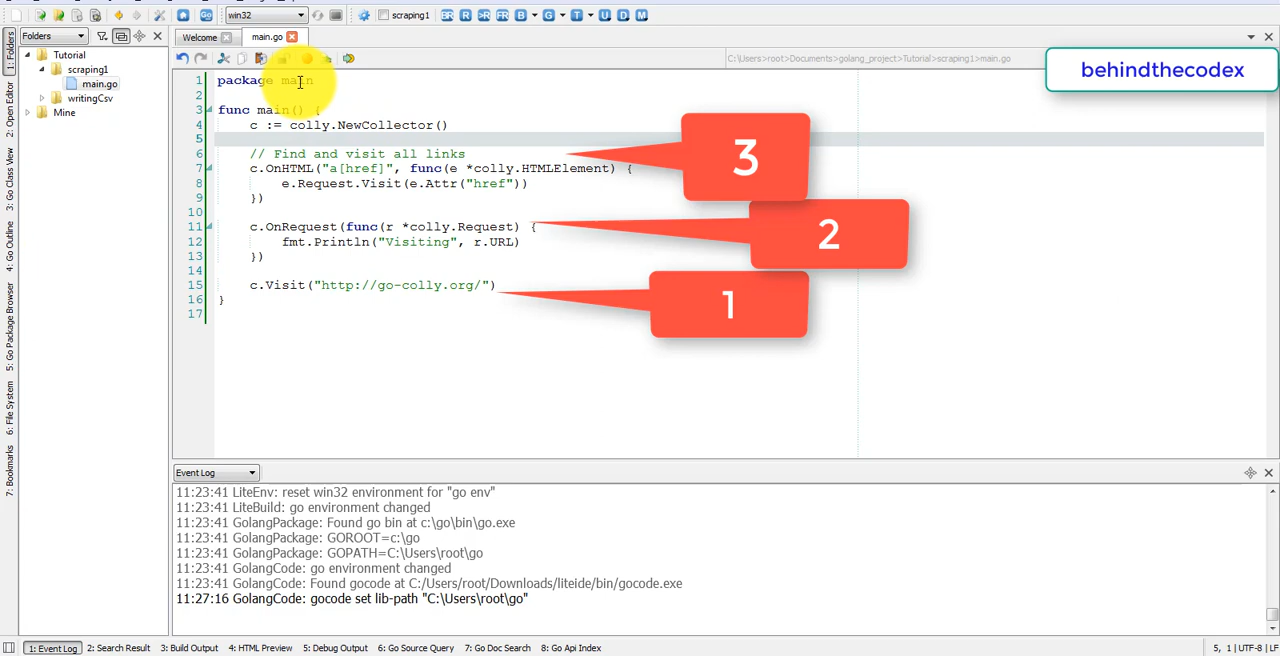 win32
scraping1
BR R >R FR B G T U D M
Folders
Welcome
main.go
1: Folders
2: Open Editor
3: Go Class View
4: Go Outline
5: Go Package Browser
6: File System
7: Bookmarks
Tutorial
scraping1
main.go
writingCsv
Mine
C:\Users>root>Documents>golang_project>Tutorial>scraping1>main.go
behindthecodex
1 package main
2
3 func main() {
4 c := colly.NewCollector()
5
6 // Find and visit all links
7 c.OnHTML("a[href]", func(e *colly.HTMLElement) {
8 e.Request.Visit(e.Attr("href"))
9 })
10
11 c.OnRequest(func(r *colly.Request) {
12 fmt.Println("Visiting", r.URL)
13 })
14
15 c.Visit("http://go-colly.org/")
16 }
17
3
2
1
Event Log
11:23:41 LiteEnv: reset win32 environment for "go env"
11:23:41 LiteBuild: go environment changed
11:23:41 GolangPackage: Found go bin at c:\go\bin\go.exe
11:23:41 GolangPackage: GOROOT=c:\go
11:23:41 GolangPackage: GOPATH=C:\Users\root\go
11:23:41 GolangCode: go environment changed
11:23:41 GolangCode: Found gocode at C:/Users/root/Downloads/liteide/bin/gocode.exe
11:27:16 GolangCode: gocode set lib-path "C:\Users\root\go"
1: Event Log 2: Search Result 3: Build Output 4: HTML Preview 5: Debug Output 6: Go Source Query 7: Go Doc Search 8: Go Api Index
5, 1 | UTF-8 | LF